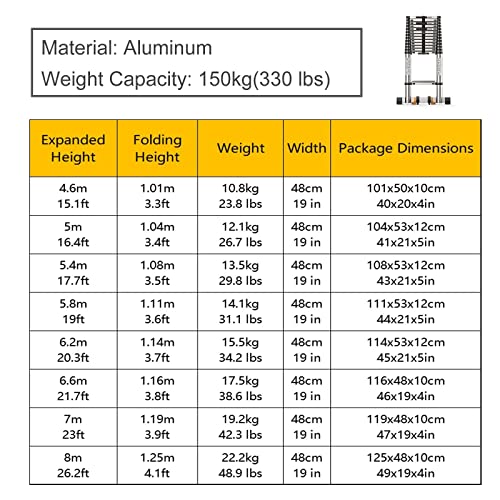 Material: Aluminum
Weight Capacity: 150kg(330 lbs)
Expanded Height Folding Height Weight Width Package Dimensions
4.6m 1.01m 10.8kg 48cm 101x50x10cm
15.1ft 3.3ft 23.8 lbs 19 in 40x20x4in
5m 1.04m 12.1kg 48cm 104x53x12cm
16.4ft 3.4ft 26.7 lbs 19 in 41x21x5in
5.4m 1.08m 13.5kg 48cm 108x53x12cm
17.7ft 3.5ft 29.8 lbs 19 in 43x21x5in
5.8m 1.11m 14.1kg 48cm 111x53x12cm
19ft 3.6ft 31.1 lbs 19 in 44x21x5in
6.2m 1.14m 15.5kg 48cm 114x53x12cm
20.3ft 3.7ft 34.2 lbs 19 in 45x21x5in
6.6m 1.16m 17.5kg 48cm 116x48x10cm
21.7ft 3.8ft 38.6 lbs 19 in 46x19x4in
7m 1.19m 19.2kg 48cm 119x48x10cm
23ft 3.9ft 42.3 lbs 19 in 47x19x4in
8m 1.25m 22.2kg 48cm 125x48x10cm
26.2ft 4.1ft 48.9 lbs 19 in 49x19x4in